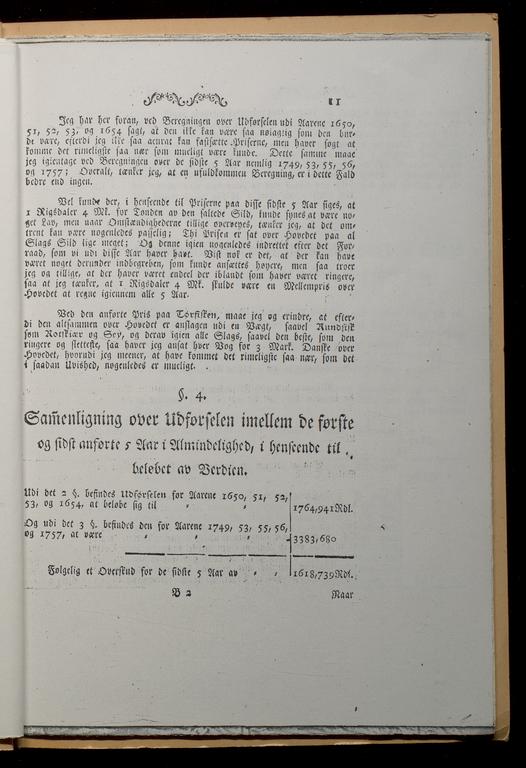 11
Jeg har her foran, ved Beregningen over Udførselen udi Aarene 1650,
51, 52, 53, og 1654 sagt, at den ikke kan være saa nøiagtig som den bur-
de være, efterdi jeg ikke saa accurat kan fastsætte Priserne, men haver søgt at
komme det rimeligste saa nær som mueligt være kunde. Dette samme maae
jeg igientage ved Beregningen over de sidste 5 Aar nemlig 1749, 53, 55, 56,
og 1757; Overalt, tænker jeg, at en ufuldkommen Beregning, er i dette Fald
bedre end ingen.
Vel kunde der, i henseende til Priserne paa disse sidste 5 Aar siges, at
1 Rigsdaler 4 Mk. for Tonden av den saltede Sild, kunde synes at være no-
get Lav, men naar Omstændighederne tillige overveyes, tænker jeg, at det om-
trent kan være nogenledes passelig; Thi Prisen er sat over Hovedet paa al
Slags Sild lige meget; Og denne igien nogenledes indrettet efter det For-
raad, som vi udi disse Aar haver havt. Vist nok er det, at der kan have
været noget derunder indbegreben, som kunde ansættes høyere, men saa troer
jeg og tillige, at der haver været endeel der iblandt som haver været ringere,
saa at jeg tænker, at 1 Rigsdaler 4 Mk. skulde være en Mellempris over
Hovedet at regne igiennem alle 5 Aar.
Ved den anførte Pris paa Tørfisken, maae jeg og erindre, at efter-
di den altsammen over Hovedet er anslagen udi en Vægt, saavel Rundfisk
som Rotskiær og Sey, og derav igien alle Slags, saavel den beste, som den
ringere og sletteste, saa haver jeg ansat hver Vog for 3 Mark. Danske over
Hovedet, hvorudi jeg meener, at have kommet det rimeligste saa nær, som det
i saadan Uvished, nogenledes er muelige.
§. 4.
Sam̄enligning over Udførselen imellem de første
og sidst anførte 5 Aar i Almindelighed, i henseende til
beløbet av Verdien.
Udi det 2 §. befindes Udførselen for Aarene 1650, 51, 52,
53, og 1654, at beløbe sig til 1764,941Rdl.
Og udi det 3 §. befindes den for Aarene 1749, 53, 55, 56,
og 1757, at være 3383,680
Følgelig et Overskud for de sidste 5 Aar av 1618,739Rdl.
B 2 Naar